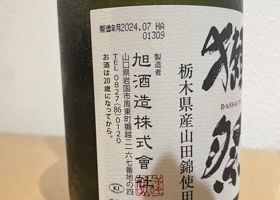 製造年月2024.07 HA
01309
獺祭
DASSAI
栃木県産山田錦使用
製造者
旭酒造株式會社
山口県岩国市周東町獺越二一六七番地の四
TEL 0827(86)0120
お酒は20歳になってから。